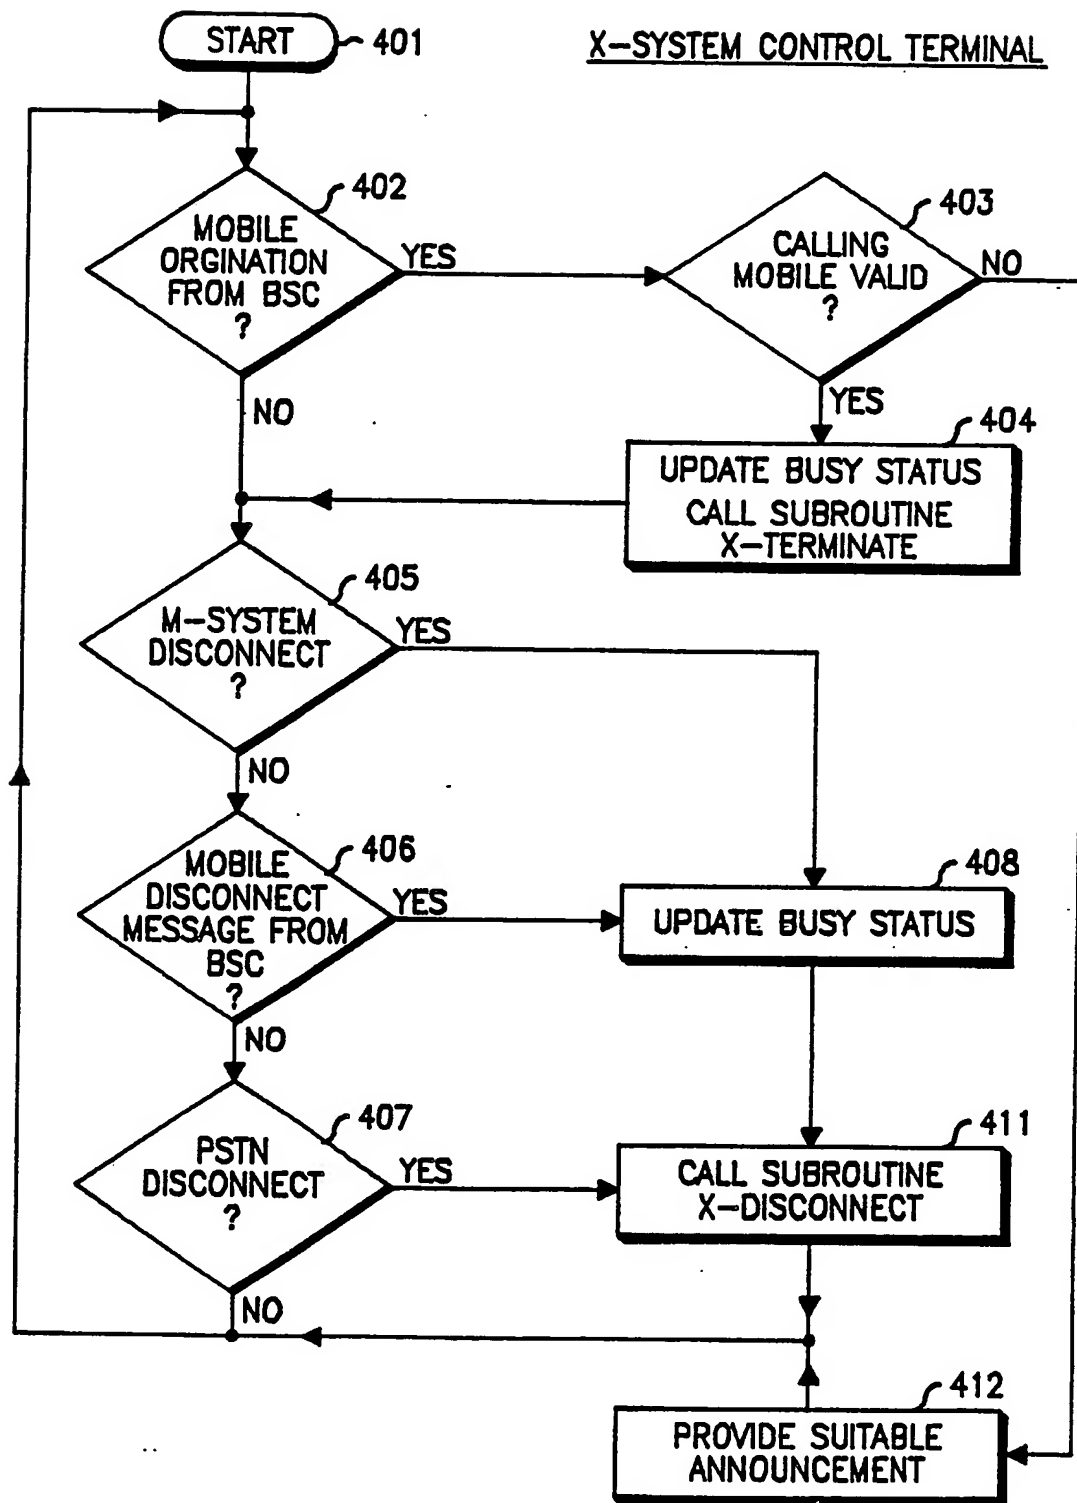 START
401
X-SYSTEM CONTROL TERMINAL
402
MOBILE
ORGINATION
FROM BSC
?
YES
NO
403
CALLING
MOBILE VALID
?
NO
YES
404
UPDATE BUSY STATUS
CALL SUBROUTINE
X-TERMINATE
405
M-SYSTEM
DISCONNECT
?
YES
NO
406
MOBILE
DISCONNECT
MESSAGE FROM
BSC
?
YES
NO
408
UPDATE BUSY STATUS
407
PSTN
DISCONNECT
?
YES
NO
411
CALL SUBROUTINE
X-DISCONNECT
412
PROVIDE SUITABLE
ANNOUNCEMENT